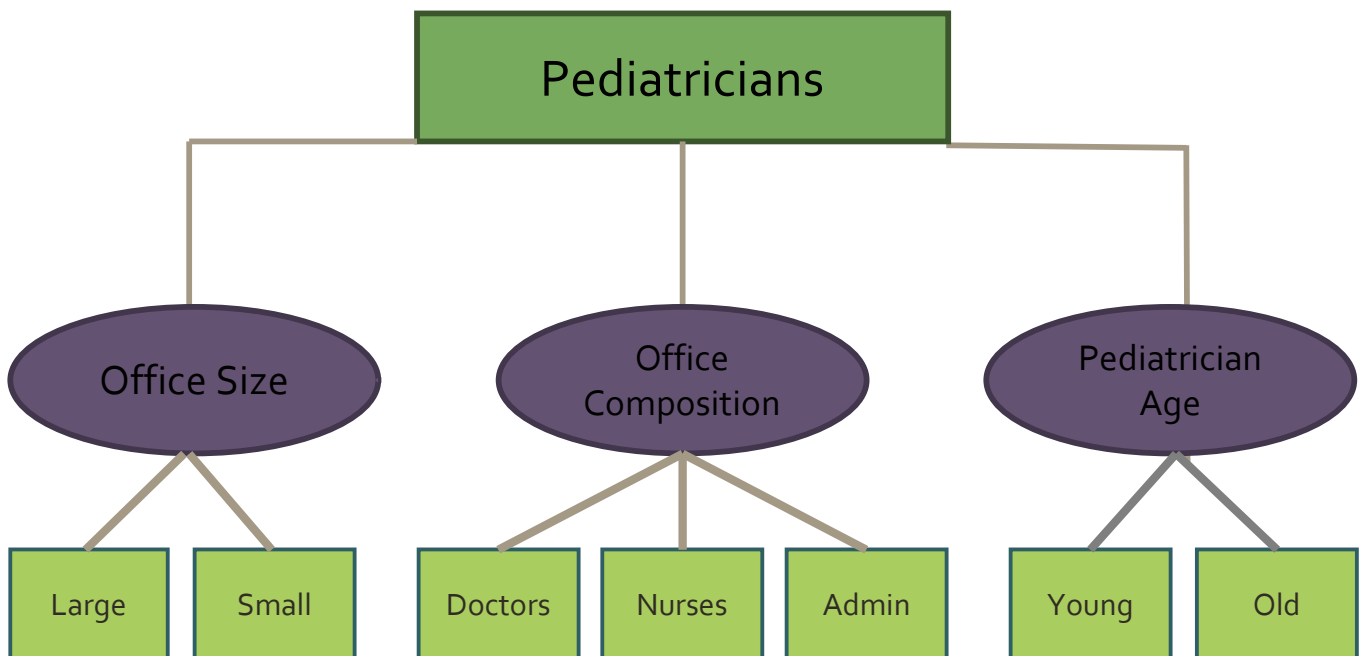 Pediatricians
Office Size
Office
Composition
Pediatrician
Age
Large
Small
Doctors
Nurses
Admin
Young
Old